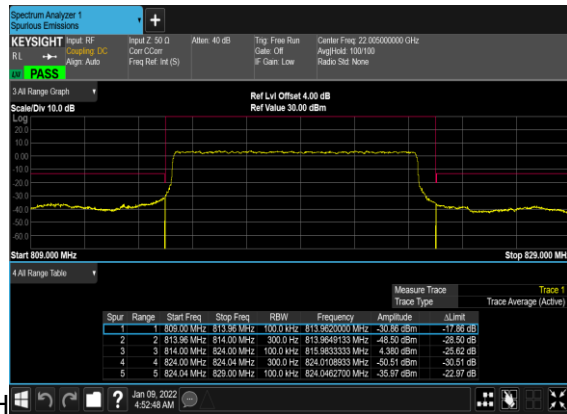 Spectrum Analyzer 1
Spurious Emissions
KEYSIGHT Input: RF Input Z: 50 Ω Atten: 40 dB Trig: Free Run Center Freq: 22.005000000 GHz
Coupling: DC Corr CCorr Gate: Off Avg|Hold: 100/100
RL Align: Auto Freq Ref: Int (S) IF Gain: Low Radio Std: None
PASS
3 All Range Graph
Ref Lvl Offset 4.00 dB
Scale/Div 10.0 dB Ref Value 30.00 dBm
Log
20.0
10.0
0.00
-10.0
-20.0
-30.0
-40.0
-50.0
-60.0
Start 809.000 MHz Stop 829.000 MH
4 All Range Table
Measure Trace Trace 1
Trace Type Trace Average (Active)
Spur Range Start Freq Stop Freq RBW Frequency Amplitude ΔLimit
1 1 809.00 MHz 813.96 MHz 100.0 kHz 813.9620000 MHz -30.86 dBm -17.86 dB
2 2 813.96 MHz 814.00 MHz 300.0 Hz 813.9649133 MHz -48.50 dBm -28.50 dB
3 3 814.00 MHz 824.00 MHz 100.0 kHz 815.9833333 MHz 4.380 dBm -25.62 dB
4 4 824.00 MHz 824.04 MHz 300.0 Hz 824.0108933 MHz -50.51 dBm -30.51 dB
5 5 824.04 MHz 829.00 MHz 100.0 kHz 824.0462700 MHz -35.97 dBm -22.97 dB
Jan 09, 2022
4:52:48 AM